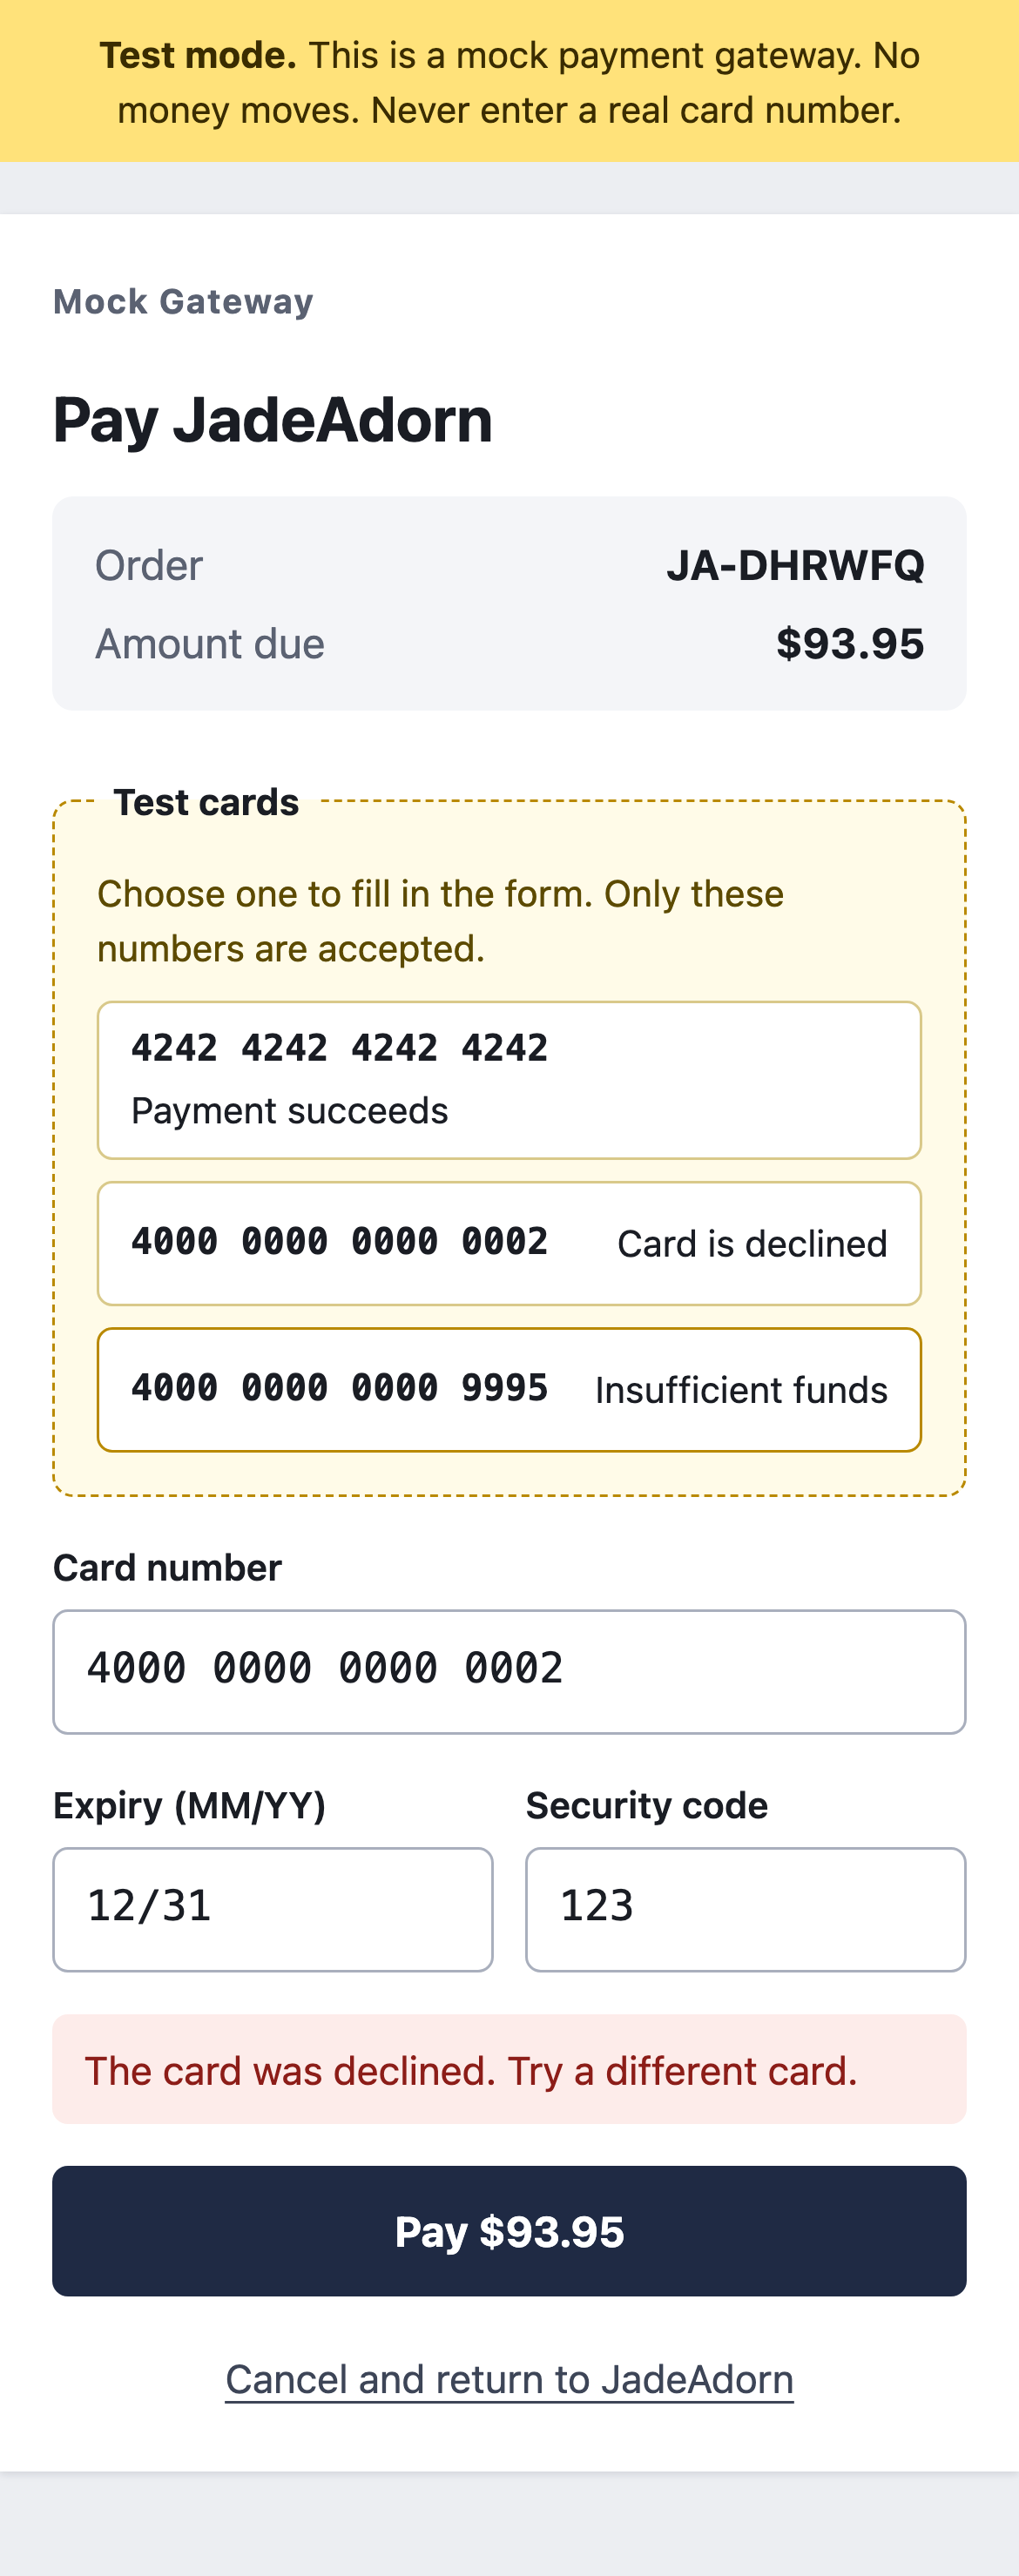 Test mode. This is a mock payment gateway. No
money moves. Never enter a real card number.
Mock Gateway
Pay JadeAdorn
Order JA-DHRWFQ
Amount due $93.95
Test cards
Choose one to fill in the form. Only these
numbers are accepted.
4242 4242 4242 4242
Payment succeeds
4000 0000 0000 0002 Card is declined
4000 0000 0000 9995 Insufficient funds
Card number
4000 0000 0000 0002
Expiry (MM/YY) Security code
12/31 123
The card was declined. Try a different card.
Pay $93.95
Cancel and return to JadeAdorn